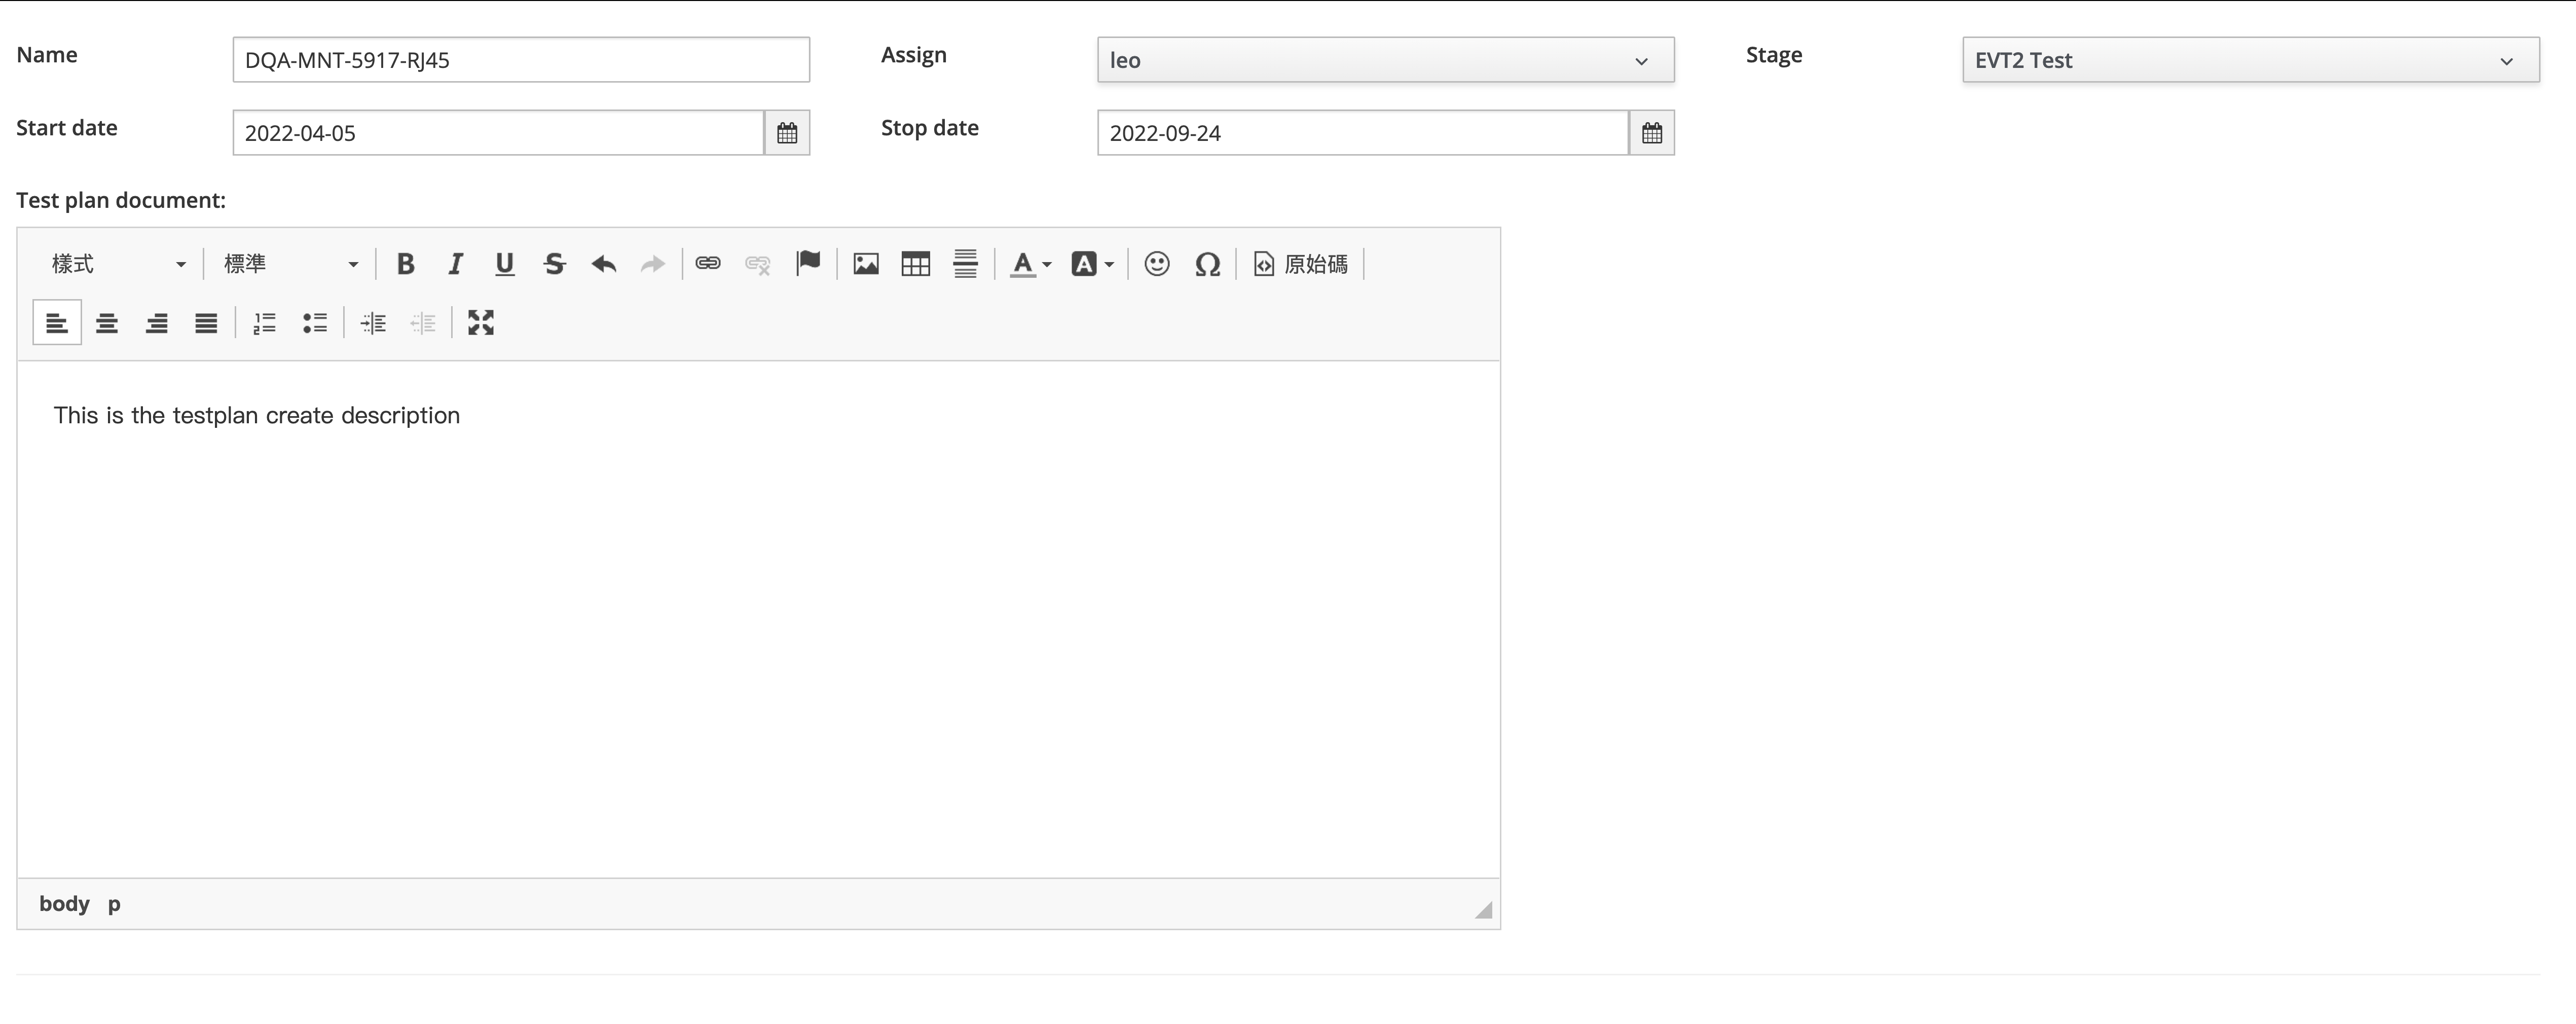 Name DQA-MNT-5917-RJ45 Assign leo Stage EVT2 Test
Start date 2022-04-05 Stop date 2022-09-24
Test plan document:
樣式 標準 原始碼
This is the testplan create description
body p